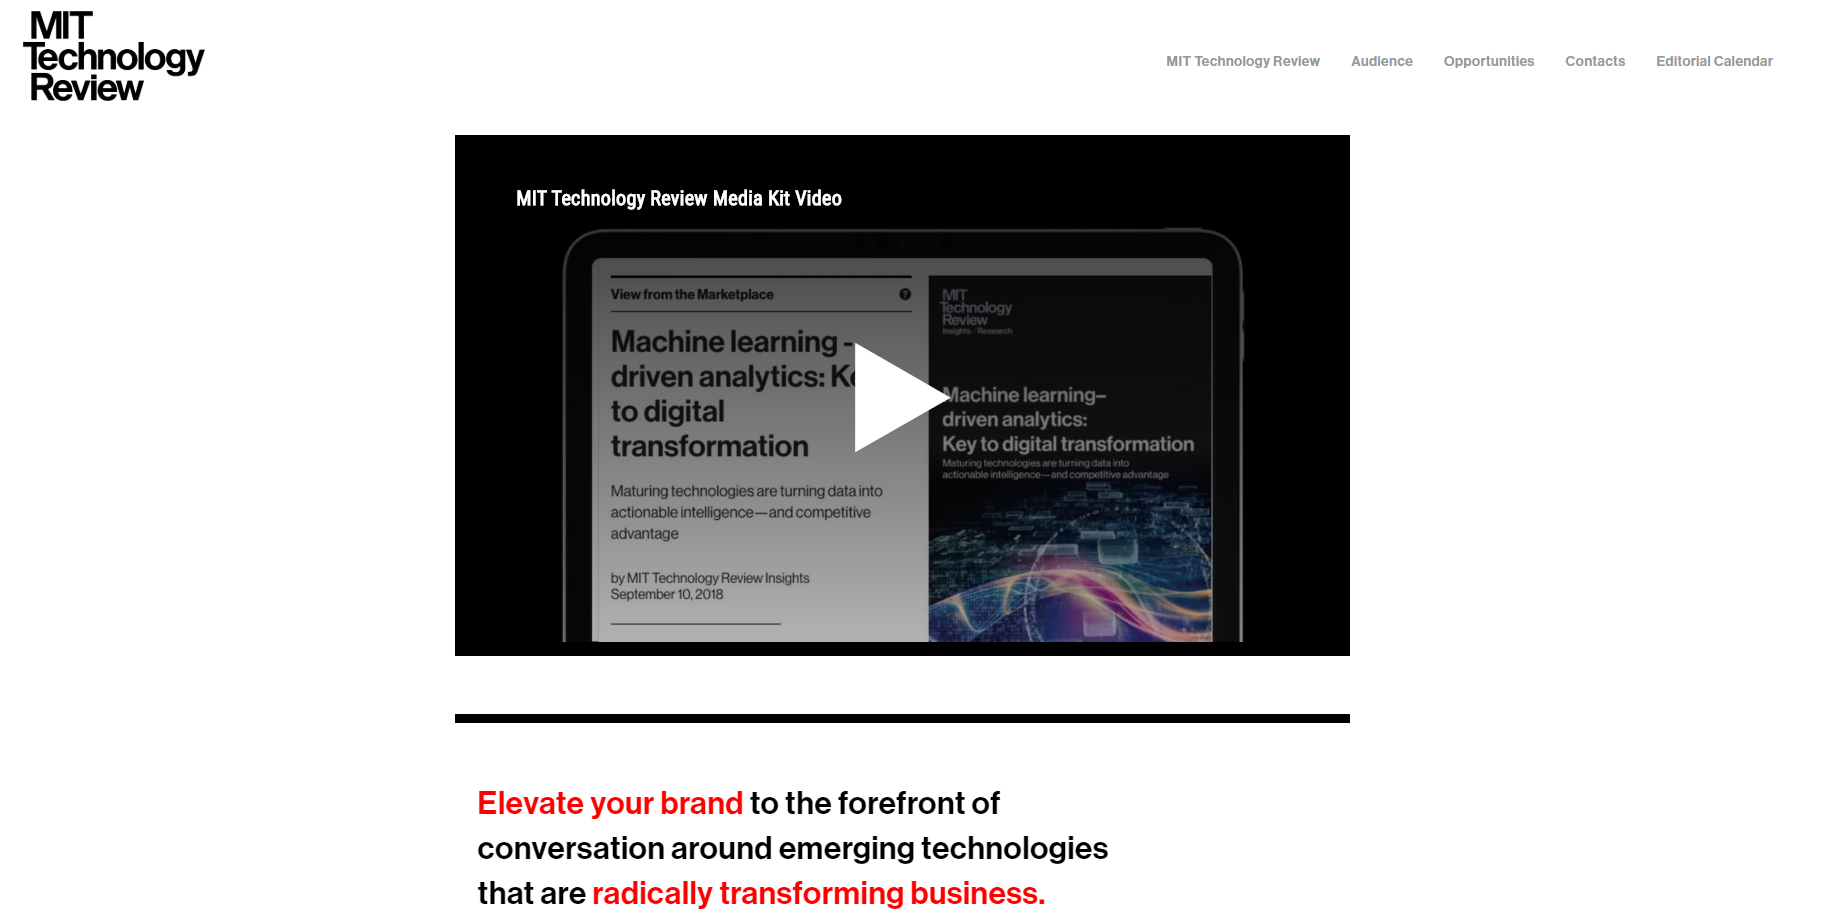 MIT
Technology
Review
MIT Technology Review
Audience
Opportunities
Contacts
Editorial Calendar
MIT Technology Review Media Kit Video
View from the Marketplace
?
Machine learning -
driven analytics:
to digital
transformation
Maturing technologies are turning data into
actionable intelligence—and competitive
advantage
by MIT Technology Review Insights
September 10, 2018
MIT
Technology
Review
Insights / Research
Machine learning–
driven analytics:
Key to digital transformation
Maturing technologies are turning data into
actionable intelligence—and competitive advantage
Elevate your brand to the forefront of
conversation around emerging technologies
that are radically transforming business.